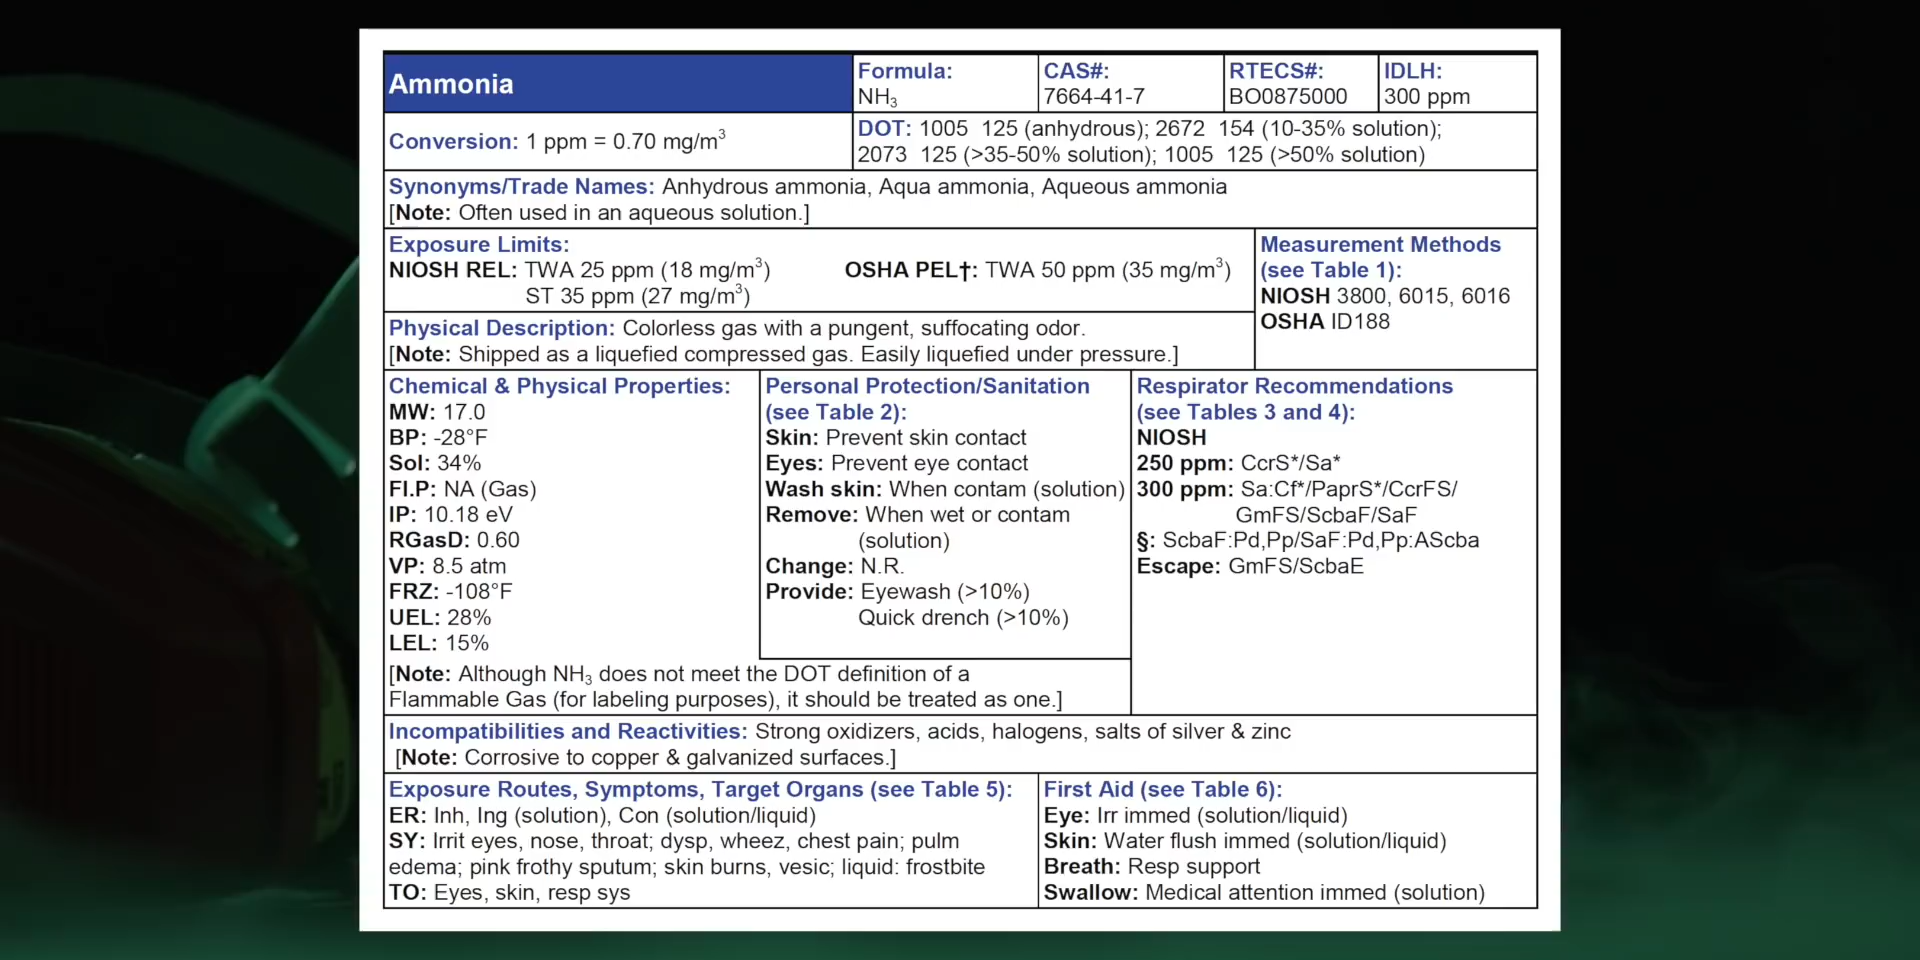 Ammonia
Formula:
NH₃
CAS#:
7664-41-7
RTECS#:
BO0875000
IDLH:
300 ppm
Conversion: 1 ppm = 0.70 mg/m³
DOT: 1005 125 (anhydrous); 2672 154 (10-35% solution);
2073 125 (>35-50% solution); 1005 125 (>50% solution)
Synonyms/Trade Names: Anhydrous ammonia, Aqua ammonia, Aqueous ammonia
[Note: Often used in an aqueous solution.]
Exposure Limits:
NIOSH REL: TWA 25 ppm (18 mg/m³)
ST 35 ppm (27 mg/m³)
OSHA PEL†: TWA 50 ppm (35 mg/m³)
Measurement Methods
(see Table 1):
NIOSH 3800, 6015, 6016
OSHA ID188
Physical Description: Colorless gas with a pungent, suffocating odor.
[Note: Shipped as a liquefied compressed gas. Easily liquefied under pressure.]
Chemical & Physical Properties:
MW: 17.0
BP: -28°F
Sol: 34%
Fl.P: NA (Gas)
IP: 10.18 eV
RGasD: 0.60
VP: 8.5 atm
FRZ: -108°F
UEL: 28%
LEL: 15%
[Note: Although NH₃ does not meet the DOT definition of a
Flammable Gas (for labeling purposes), it should be treated as one.]
Personal Protection/Sanitation
(see Table 2):
Skin: Prevent skin contact
Eyes: Prevent eye contact
Wash skin: When contam (solution)
Remove: When wet or contam
(solution)
Change: N.R.
Provide: Eyewash (>10%)
Quick drench (>10%)
Respirator Recommendations
(see Tables 3 and 4):
NIOSH
250 ppm: CcrS*/Sa*
300 ppm: Sa:Cf*/PaprS*/CcrFS/
GmFS/ScbaF/SaF
§: ScbaF:Pd,Pp/SaF:Pd,Pp:AScba
Escape: GmFS/ScbaE
Incompatibilities and Reactivities: Strong oxidizers, acids, halogens, salts of silver & zinc
[Note: Corrosive to copper & galvanized surfaces.]
Exposure Routes, Symptoms, Target Organs (see Table 5):
ER: Inh, Ing (solution), Con (solution/liquid)
SY: Irrit eyes, nose, throat; dysp, wheez, chest pain; pulm
edema; pink frothy sputum; skin burns, vesic; liquid: frostbite
TO: Eyes, skin, resp sys
First Aid (see Table 6):
Eye: Irr immed (solution/liquid)
Skin: Water flush immed (solution/liquid)
Breath: Resp support
Swallow: Medical attention immed (solution)